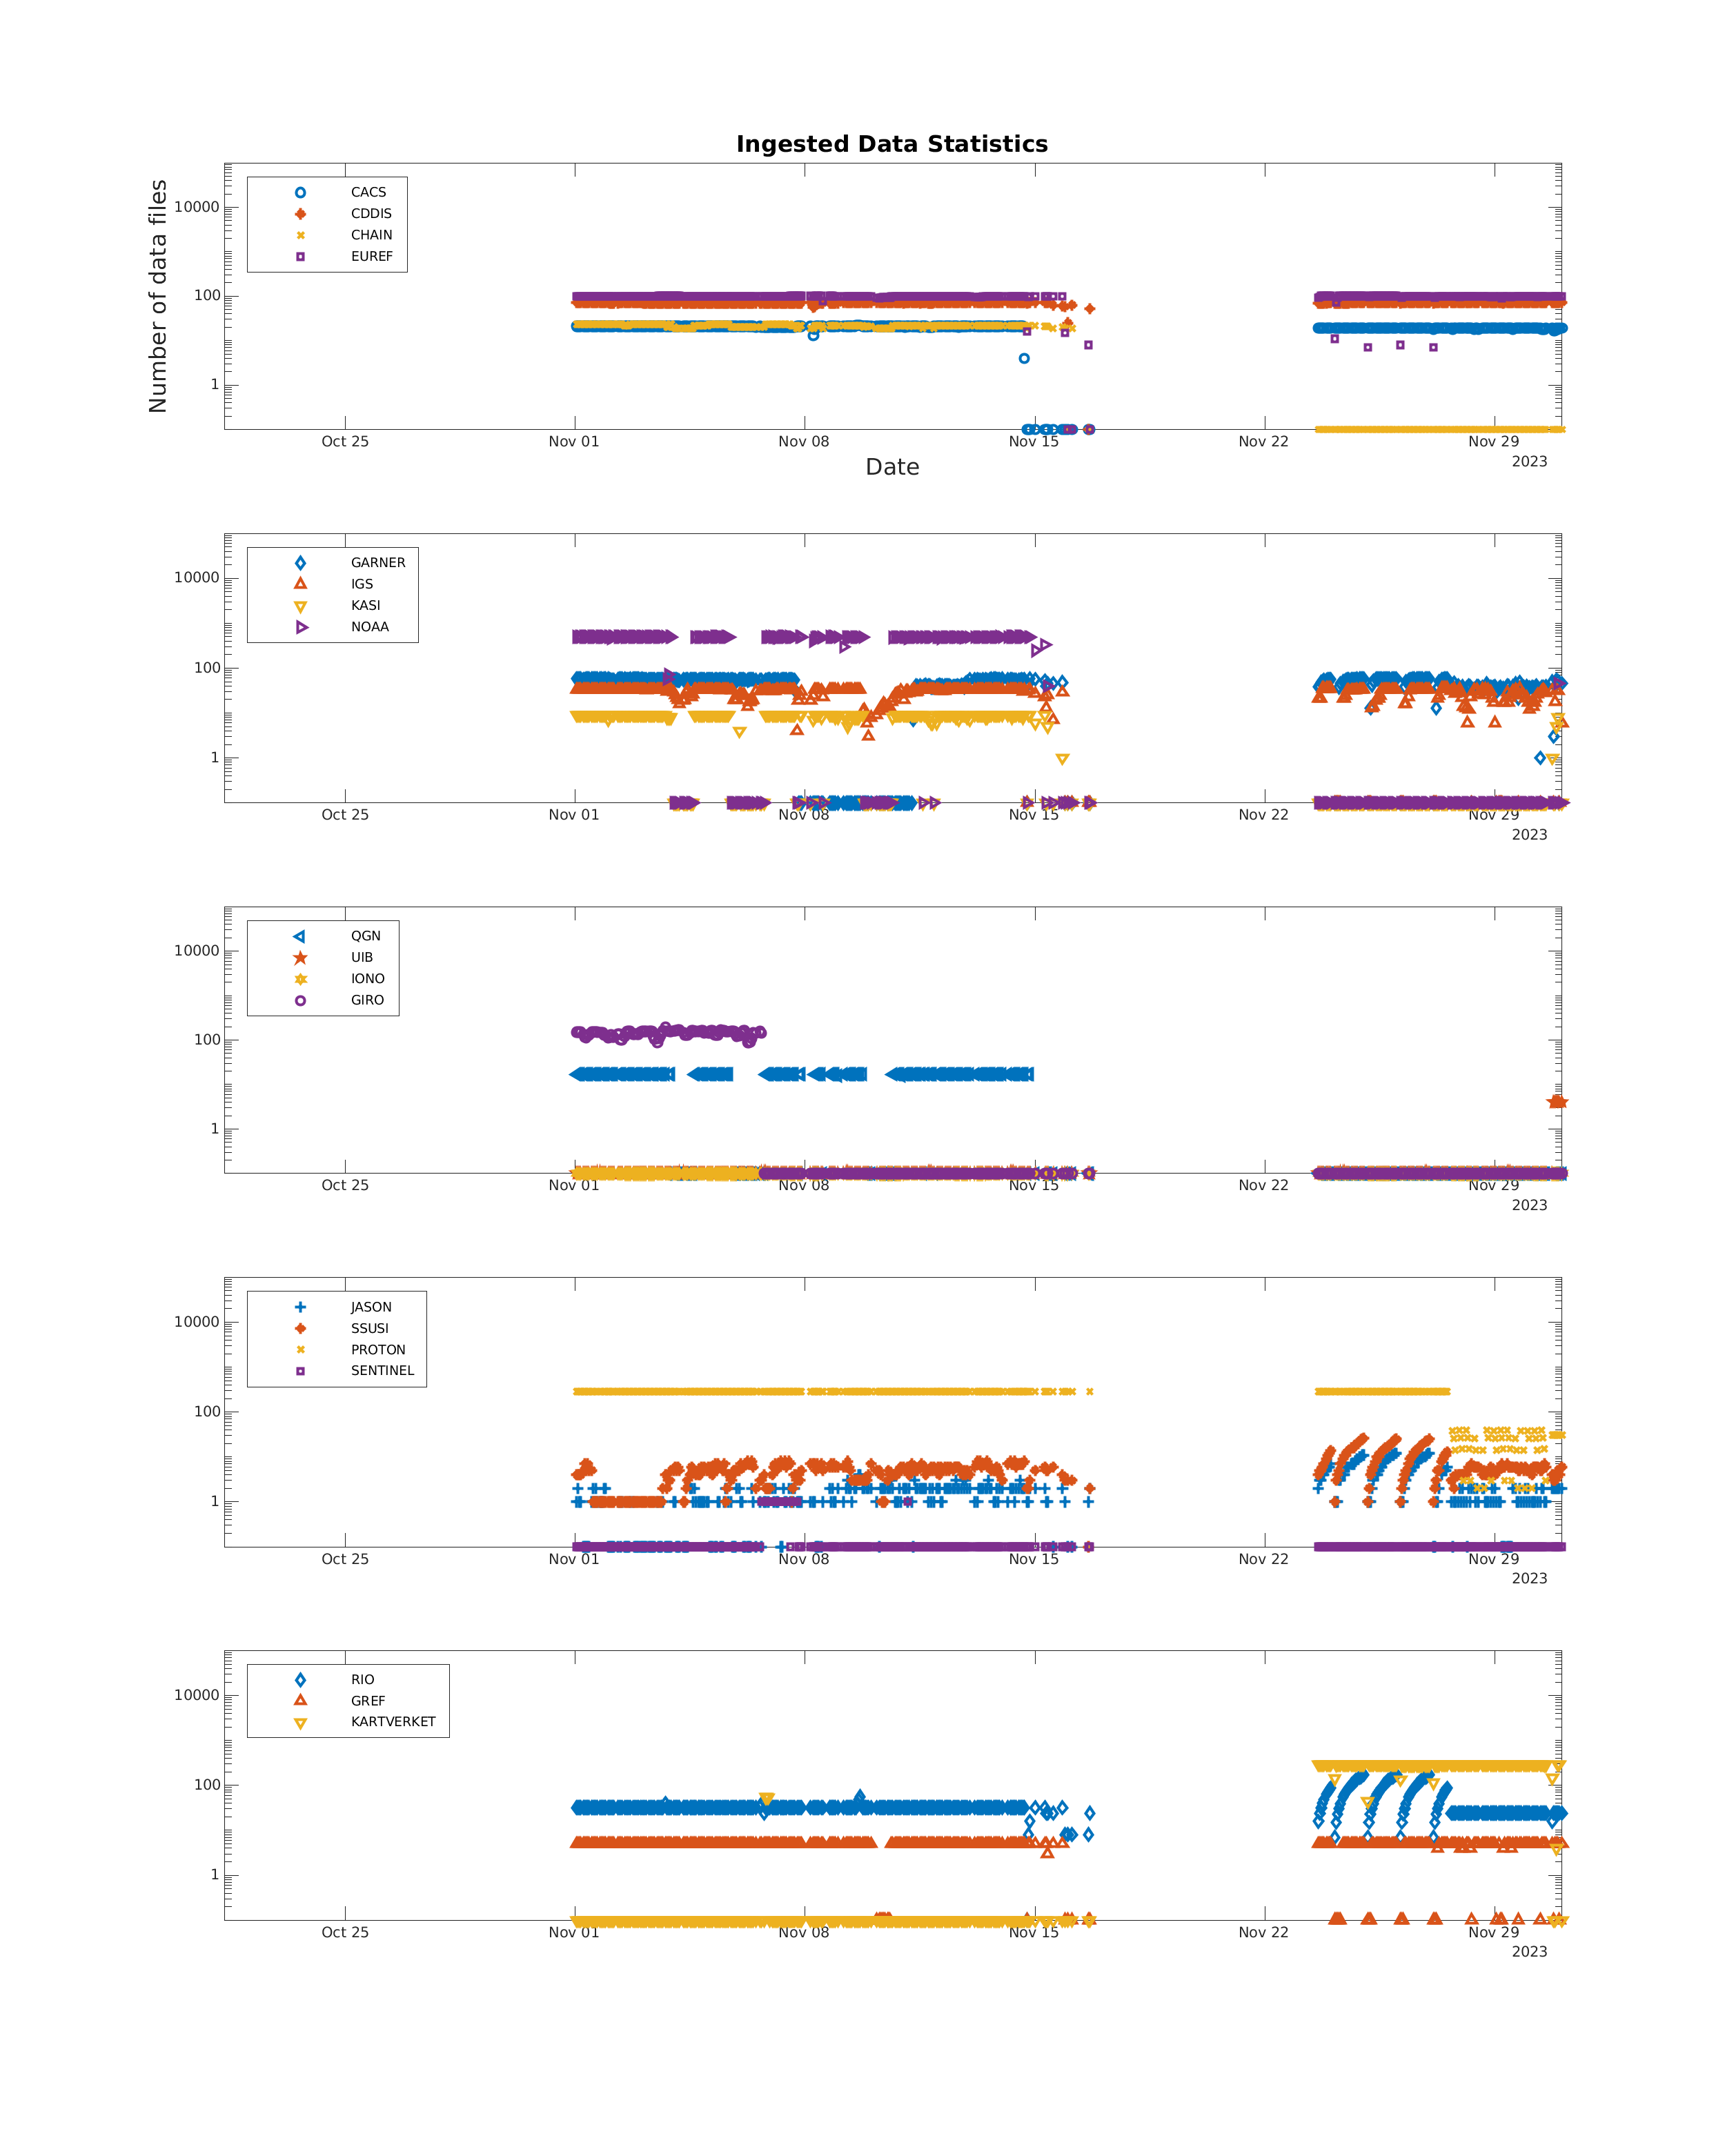 Ingested Data Statistics
Number of data files
10000
100
1
CACS
CDDIS
CHAIN
EUREF
Oct 25 Nov 01 Nov 08 Nov 15 Nov 22 Nov 29
2023
Date
10000
100
1
GARNER
IGS
KASI
NOAA
Oct 25 Nov 01 Nov 08 Nov 15 Nov 22 Nov 29
2023
10000
100
1
QGN
UIB
IONO
GIRO
Oct 25 Nov 01 Nov 08 Nov 15 Nov 22 Nov 29
2023
10000
100
1
JASON
SSUSI
PROTON
SENTINEL
Oct 25 Nov 01 Nov 08 Nov 15 Nov 22 Nov 29
2023
10000
100
1
RIO
GREF
KARTVERKET
Oct 25 Nov 01 Nov 08 Nov 15 Nov 22 Nov 29
2023